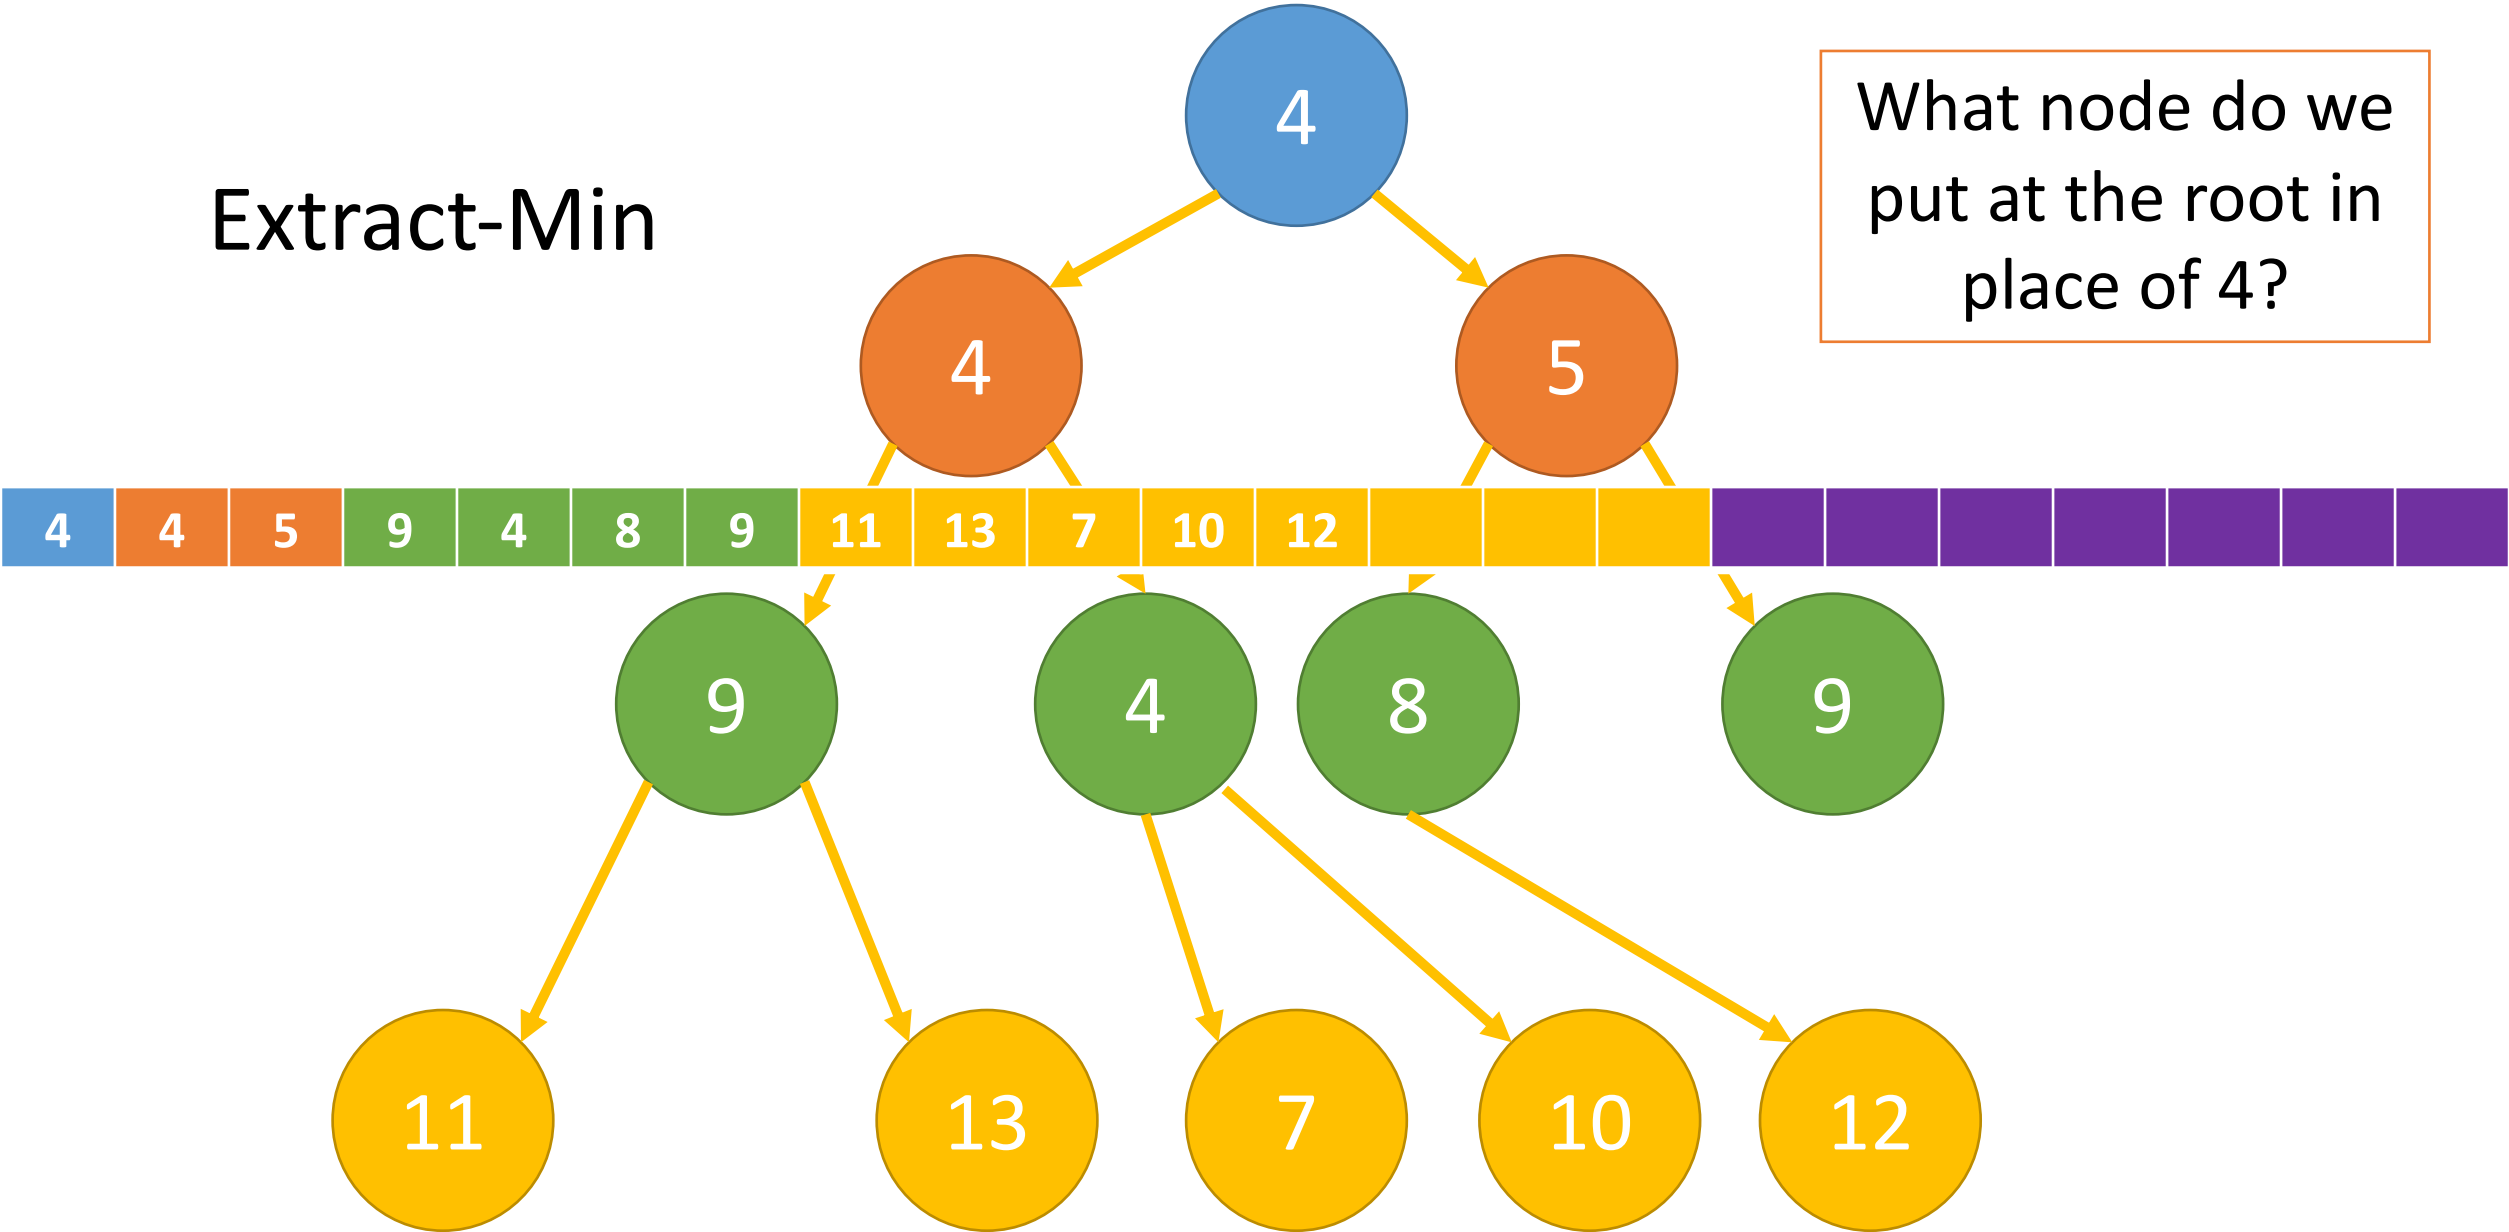 4
What node do we
put at the root in
place of 4?
Extract-Min
4 5
4 4 5 9 4 8 9 11 13 7 10 12
9 4 8 9
11 13 7 10 12